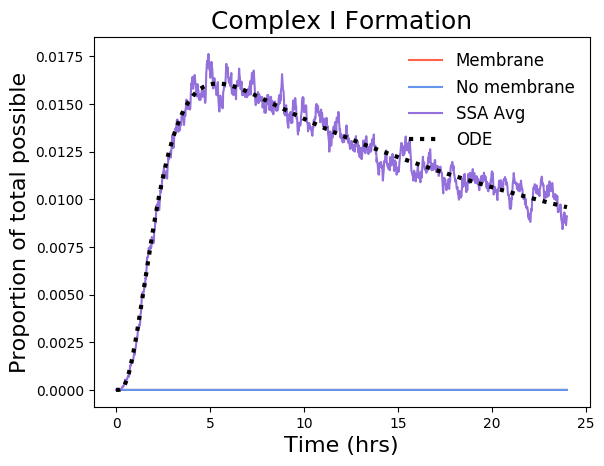 Complex I Formation
Proportion of total possible
0.0175
0.0150
0.0125
0.0100
0.0075
0.0050
0.0025
0.0000
Membrane
No membrane
SSA Avg
ODE
0 5 10 15 20 25
Time (hrs)